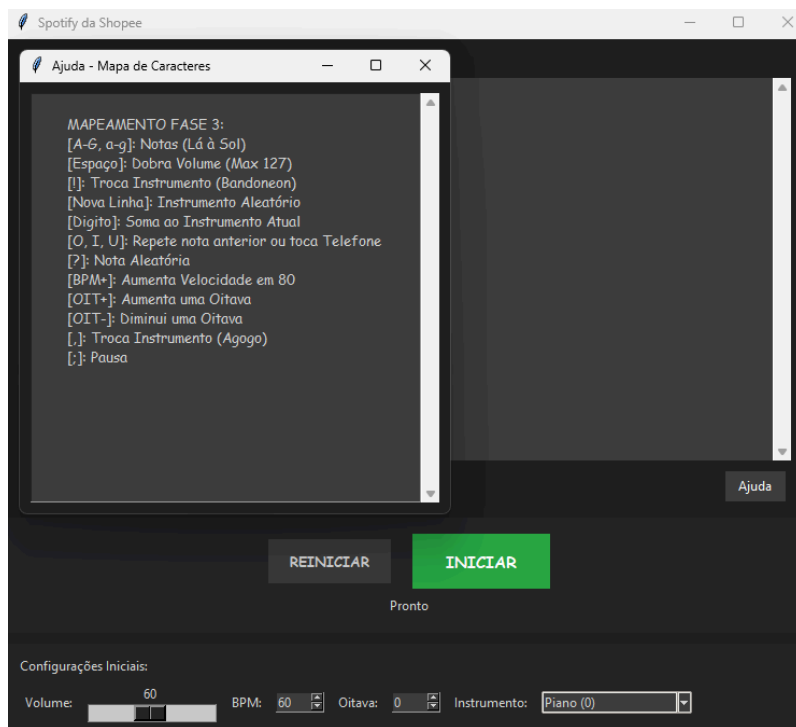 Spotify da Shopee
Ajuda - Mapa de Caracteres
MAPEAMENTO FASE 3:
[A-G, a-g]: Notas (Lá à Sol)
[Espaço]: Dobra Volume (Max 127)
[!]: Troca Instrumento (Bandoneon)
[Nova Linha]: Instrumento Aleatório
[Digito]: Soma ao Instrumento Atual
[O, I, U]: Repete nota anterior ou toca Telefone
[?]: Nota Aleatória
[BPM+]: Aumenta Velocidade em 80
[OIT+]: Aumenta uma Oitava
[OIT-]: Diminui uma Oitava
[,]: Troca Instrumento (Agogo)
[;]: Pausa
Ajuda
REINICIAR INICIAR
Pronto
Configurações Iniciais:
Volume: 60 BPM: 60 Oitava: 0 Instrumento: Piano (0)